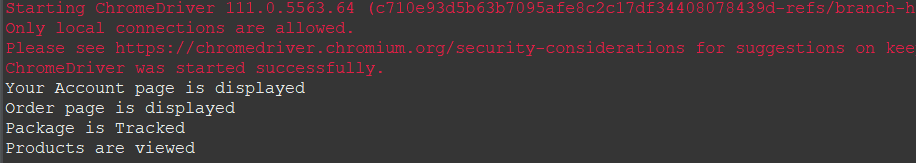 Starting ChromeDriver 111.0.5563.64 (c710e93d5b63b7095afe8c2c17df34408078439d-refs/branch-h
Only local connections are allowed.
Please see https://chromedriver.chromium.org/security-considerations for suggestions on kee
ChromeDriver was started successfully.
Your Account page is displayed
Order page is displayed
Package is Tracked
Products are viewed